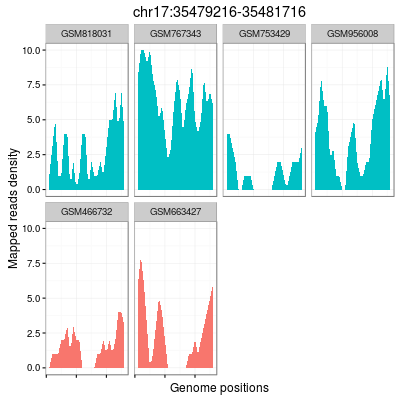 chr17:35479216-35481716
GSM818031 GSM767343 GSM753429 GSM956008
10.0
7.5
5.0
2.5
0.0
Mapped reads density
GSM466732 GSM663427
10.0
7.5
5.0
2.5
0.0
Genome positions